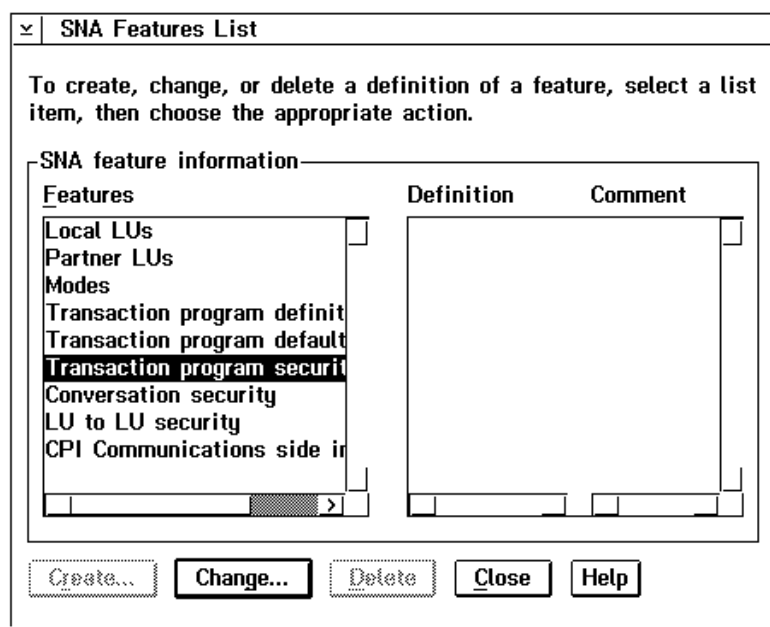 SNA Features List
To create, change, or delete a definition of a feature, select a list
item, then choose the appropriate action.
SNA feature information
Features Definition Comment
Local LUs
Partner LUs
Modes
Transaction program definit
Transaction program default
Transaction program securit
Conversation security
LU to LU security
CPI Communications side in
Create... Change... Delete Close Help